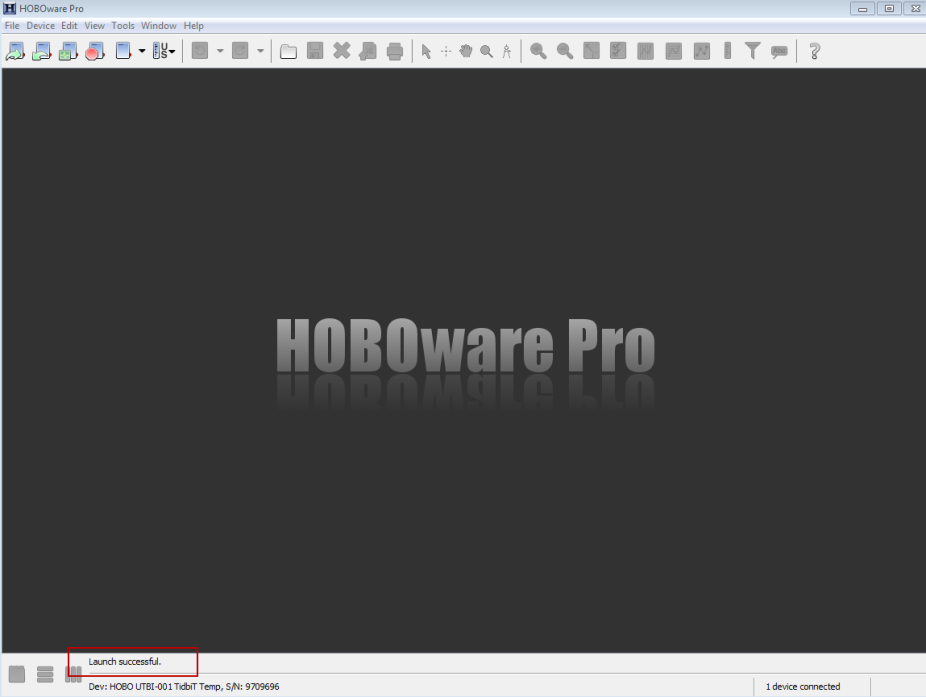 HOBOware Pro
File Device Edit View Tools Window Help
HOBOware Pro
Launch successful.
Dev: HOBO UTBI-001 TidbiT Temp, S/N: 9709696
1 device connected